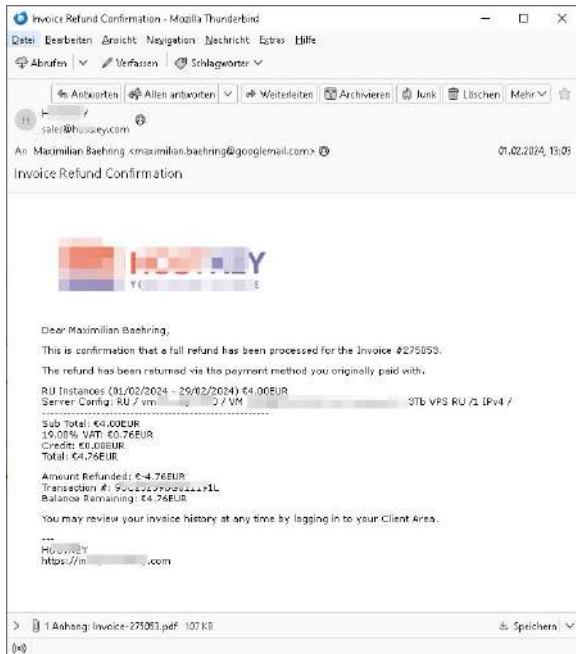 Invoice Refund Confirmation - Mozilla Thunderbird
Datei Bearbeiten Ansicht Navigation Nachricht Extras Hilfe
Abrufen Verfassen Schlagwörter
Antworten Allen antworten Weiterleiten Archivieren Junk Löschen Mehr
H
An Maximilian Baehring <maximilian.baehring@googlemail.com> 01.02.2024, 13:09
Invoice Refund Confirmation
Dear Maximilian Baehring,
This is confirmation that a full refund has been processed for the Invoice #275053.
The refund has been returned via the payment method you originally paid with.
RU Instances (01/02/2024 - 29/02/2024) €4.00EUR
Server Config: RU / vm / VM 3Tb VPS RU /1 IPv4 /
Sub Total: €4.00EUR
19.00% VAT: €0.76EUR
Credit: €0.00EUR
Total: €4.76EUR
Amount Refunded: €-4.76EUR
Transaction #:
Balance Remaining: €4.76EUR
You may review your invoice history at any time by logging in to your Client Area.
---
https://in .com
1 Anhang: Invoice-275053.pdf 107 KB Speichern